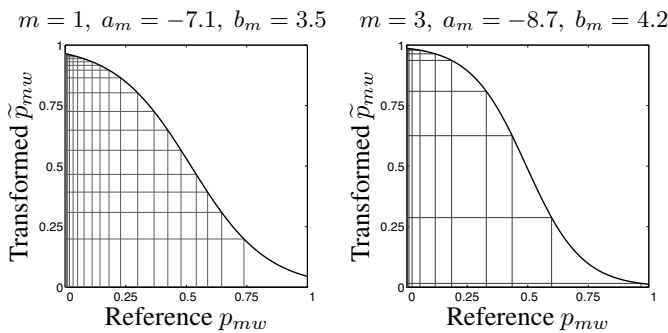 m = 1, a_m = −7.1, b_m = 3.5
Transformed p̃_mw
1
0.75
0.5
0.25
0
0 0.25 0.5 0.75 1
Reference p_mw
m = 3, a_m = −8.7, b_m = 4.2
Transformed p̃_mw
1
0.75
0.5
0.25
0
0 0.25 0.5 0.75 1
Reference p_mw